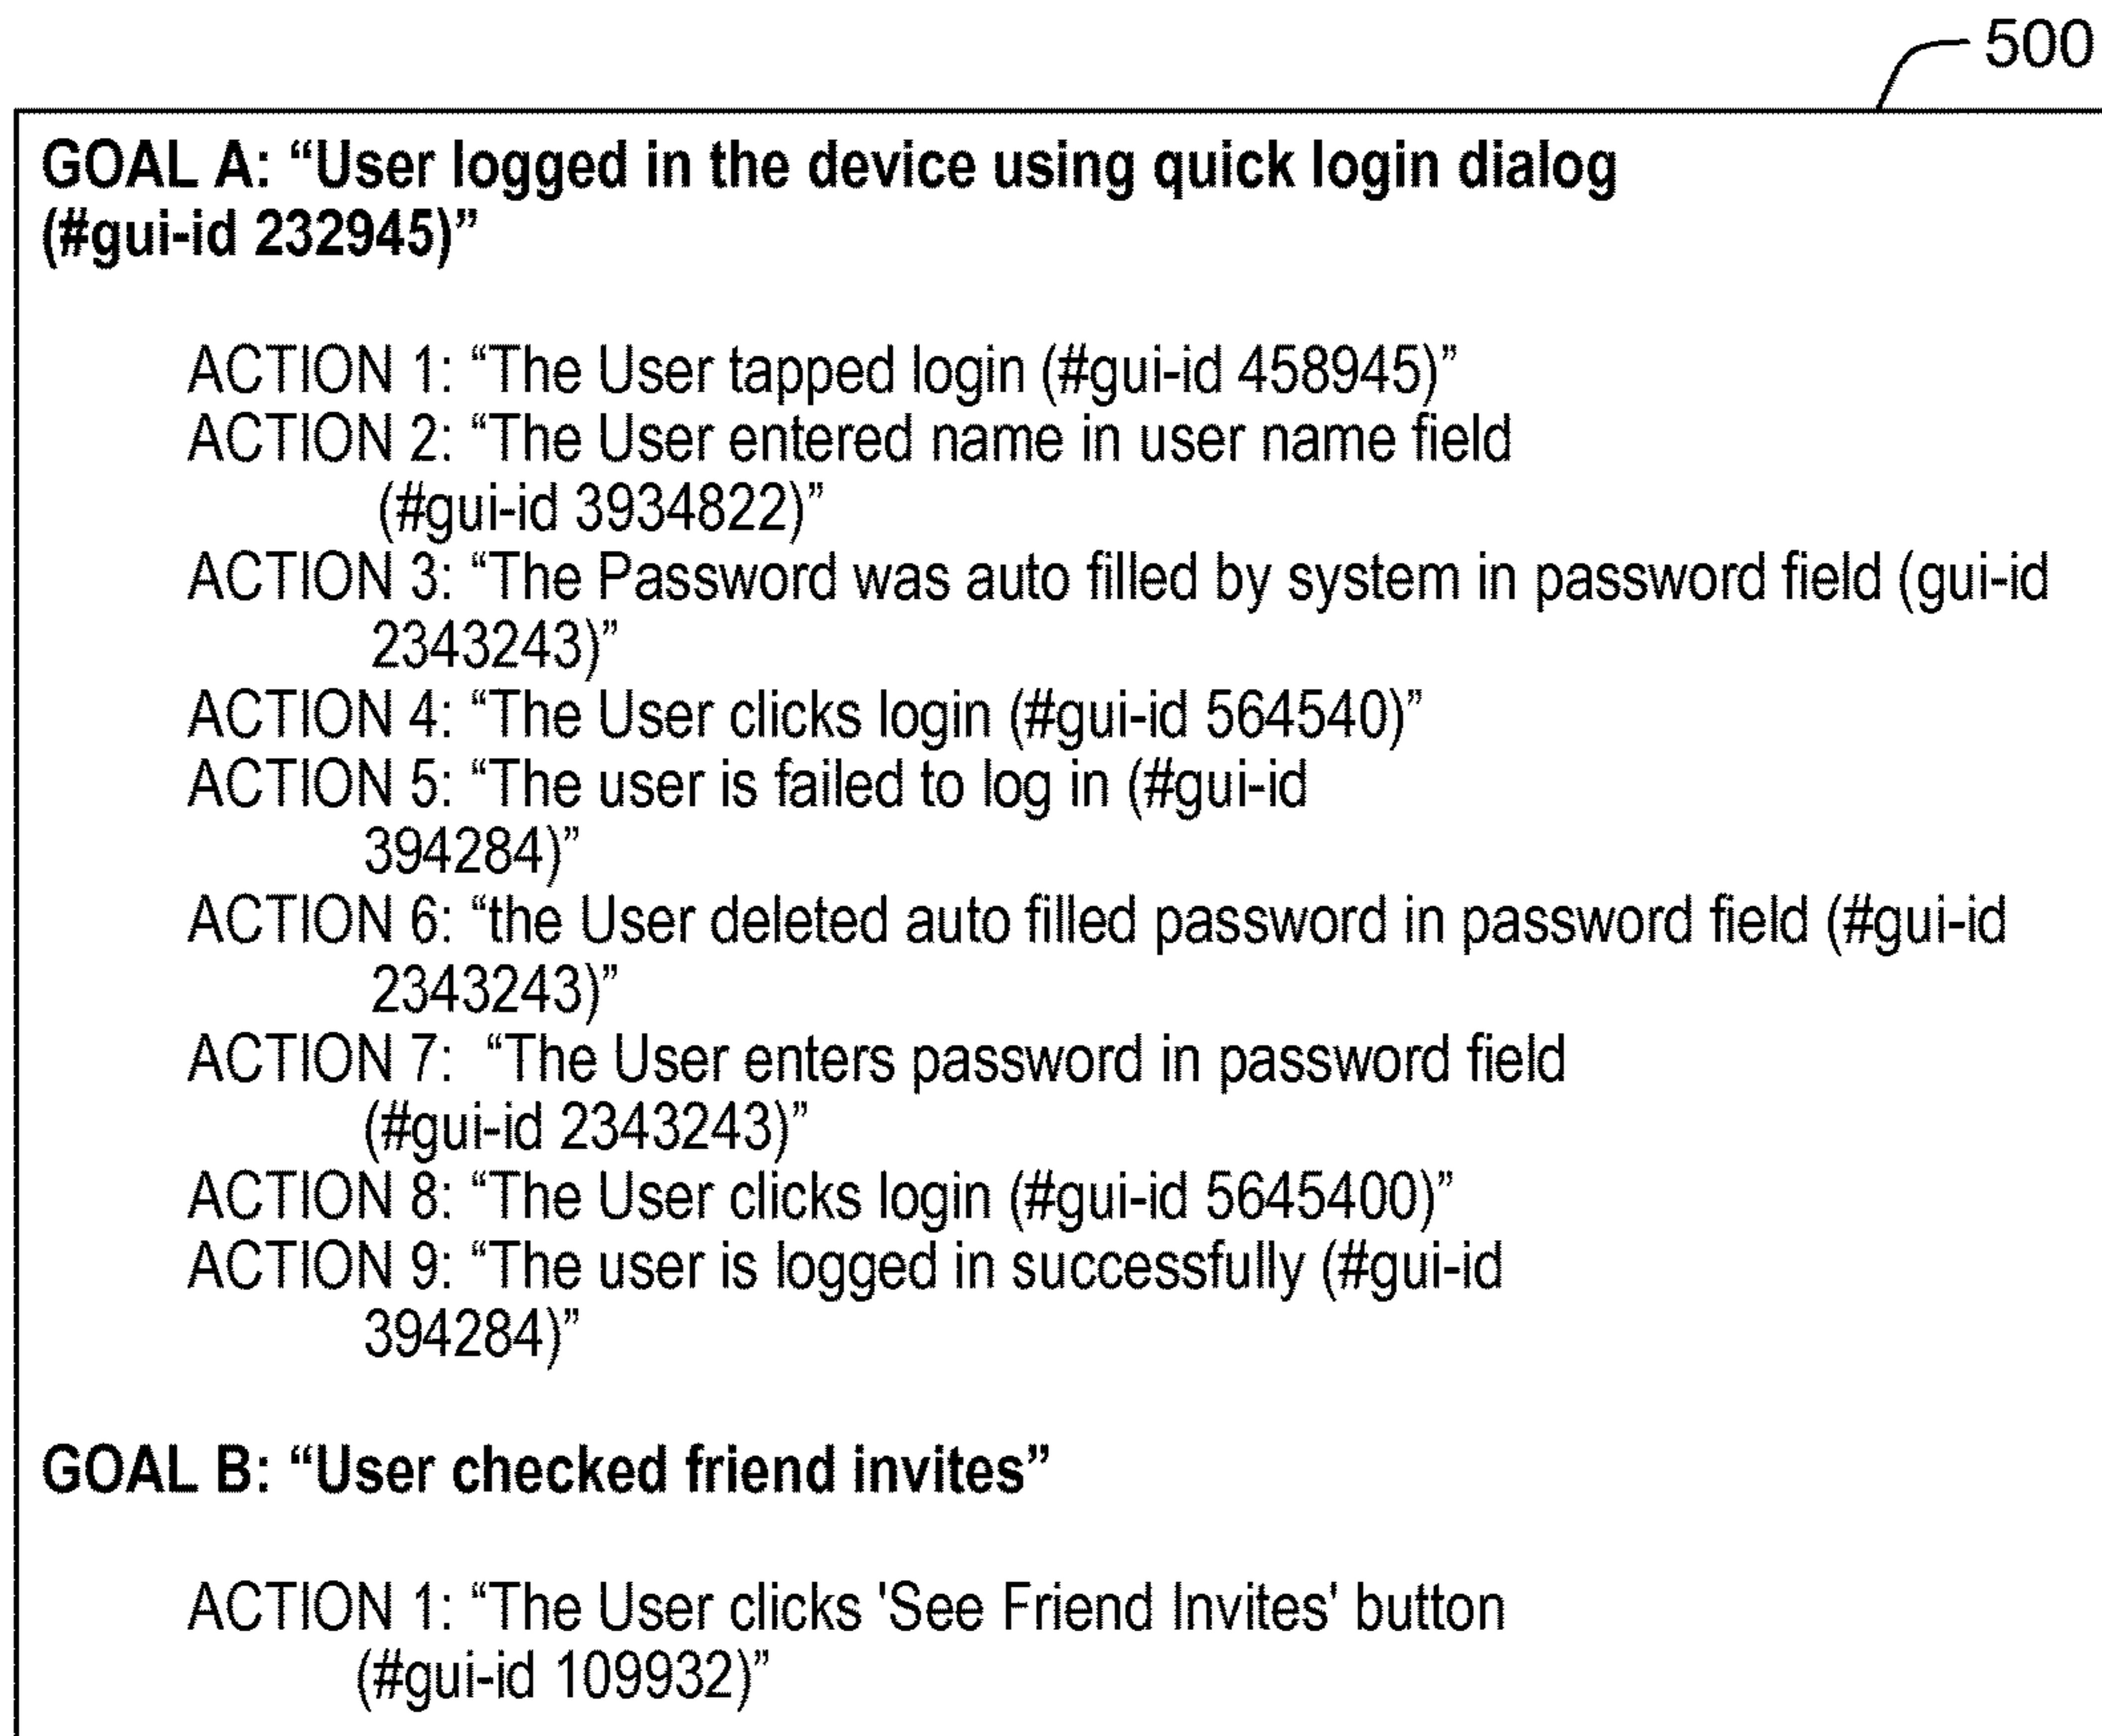 500
GOAL A: “User logged in the device using quick login dialog
(#gui-id 232945)”
ACTION 1: “The User tapped login (#gui-id 458945)”
ACTION 2: “The User entered name in user name field
(#gui-id 3934822)”
ACTION 3: “The Password was auto filled by system in password field (gui-id
2343243)”
ACTION 4: “The User clicks login (#gui-id 564540)”
ACTION 5: “The user is failed to log in (#gui-id
394284)”
ACTION 6: “the User deleted auto filled password in password field (#gui-id
2343243)”
ACTION 7: “The User enters password in password field
(#gui-id 2343243)”
ACTION 8: “The User clicks login (#gui-id 5645400)”
ACTION 9: “The user is logged in successfully (#gui-id
394284)”
GOAL B: “User checked friend invites”
ACTION 1: “The User clicks 'See Friend Invites' button
(#gui-id 109932)”